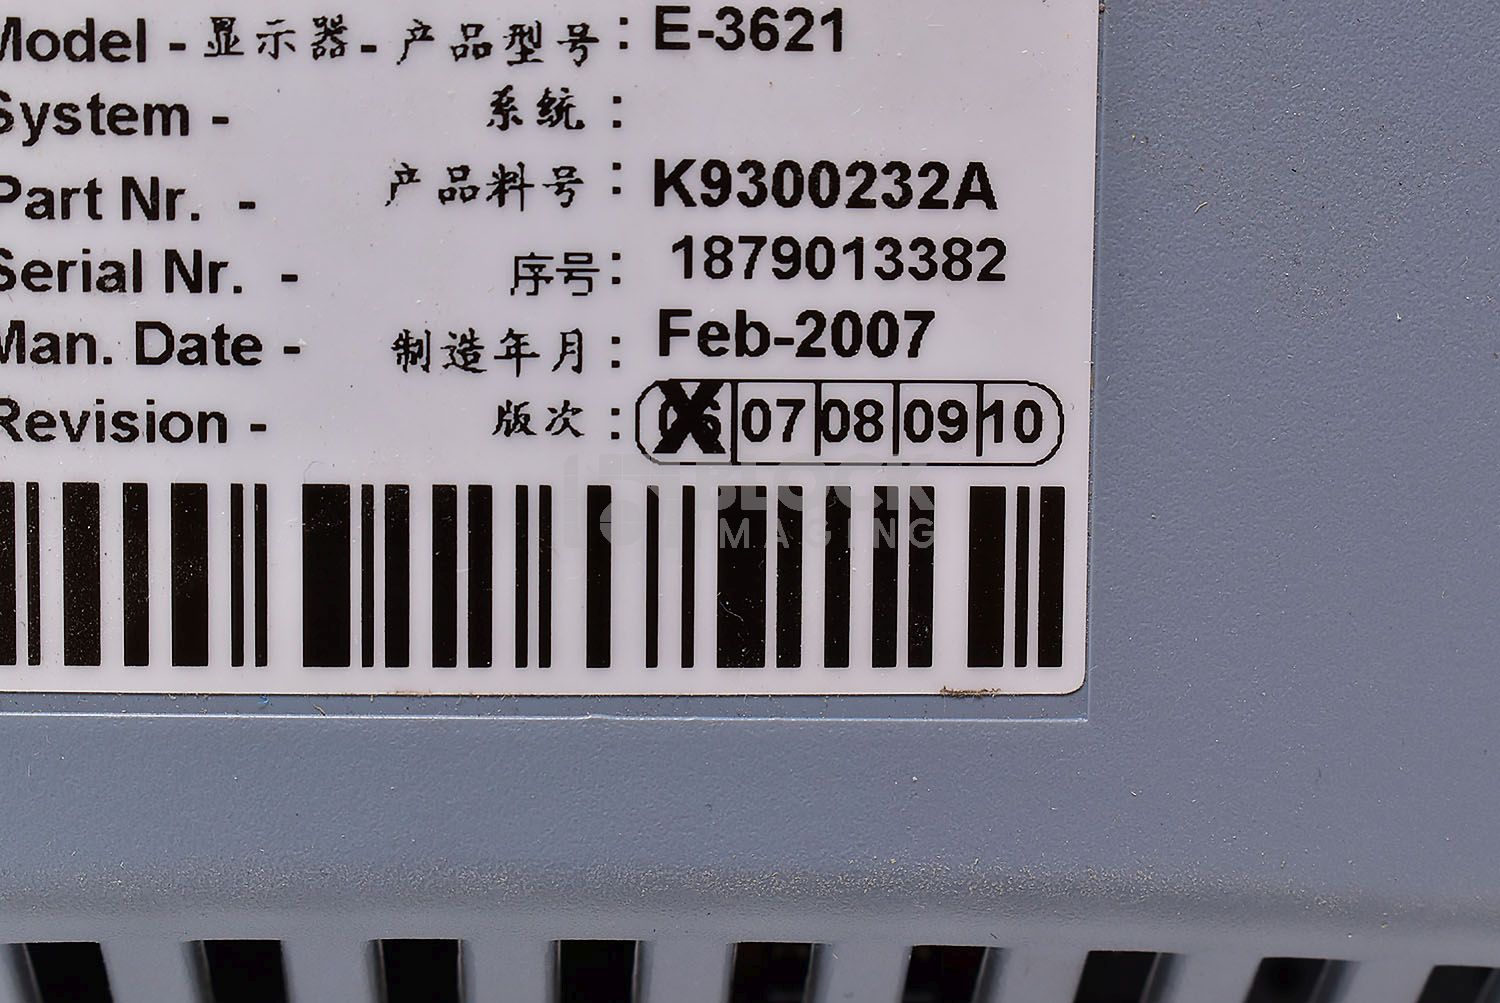 Model - 显示器 - 产品型号 : E-3621
System - 系统 :
Part Nr. - 产品料号 : K9300232A
Serial Nr. - 序号 : 1879013382
Man. Date - 制造年月 : Feb-2007
Revision - 版次 : 06 07 08 09 10
BLOCK
IMAGING